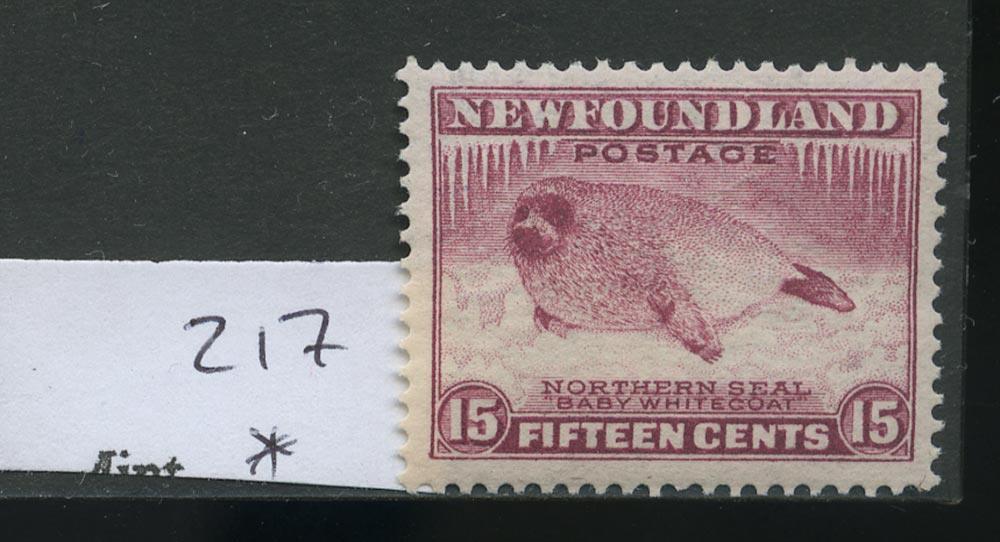 NEWFOUNDLAND
POSTAGE
NORTHERN SEAL
"BABY WHITECOAT"
15 FIFTEEN CENTS 15
217
*